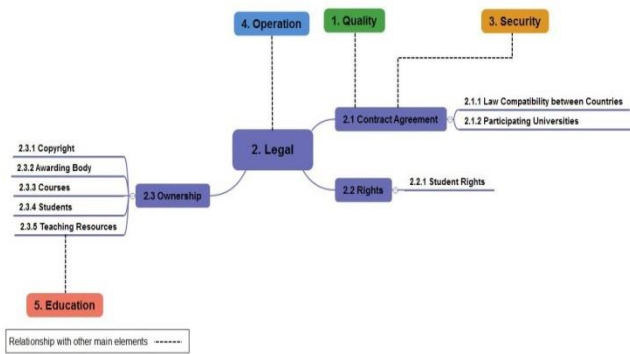 4. Operation
1. Quality
3. Security
2.1.1 Law Compatibility between Countries
2.1 Contract Agreement
2.1.2 Participating Universities
2. Legal
2.3.1 Copyright
2.3.2 Awarding Body
2.3.3 Courses
2.3.4 Students
2.3.5 Teaching Resources
2.3 Ownership
2.2 Rights
2.2.1 Student Rights
5. Education
Relationship with other main elements